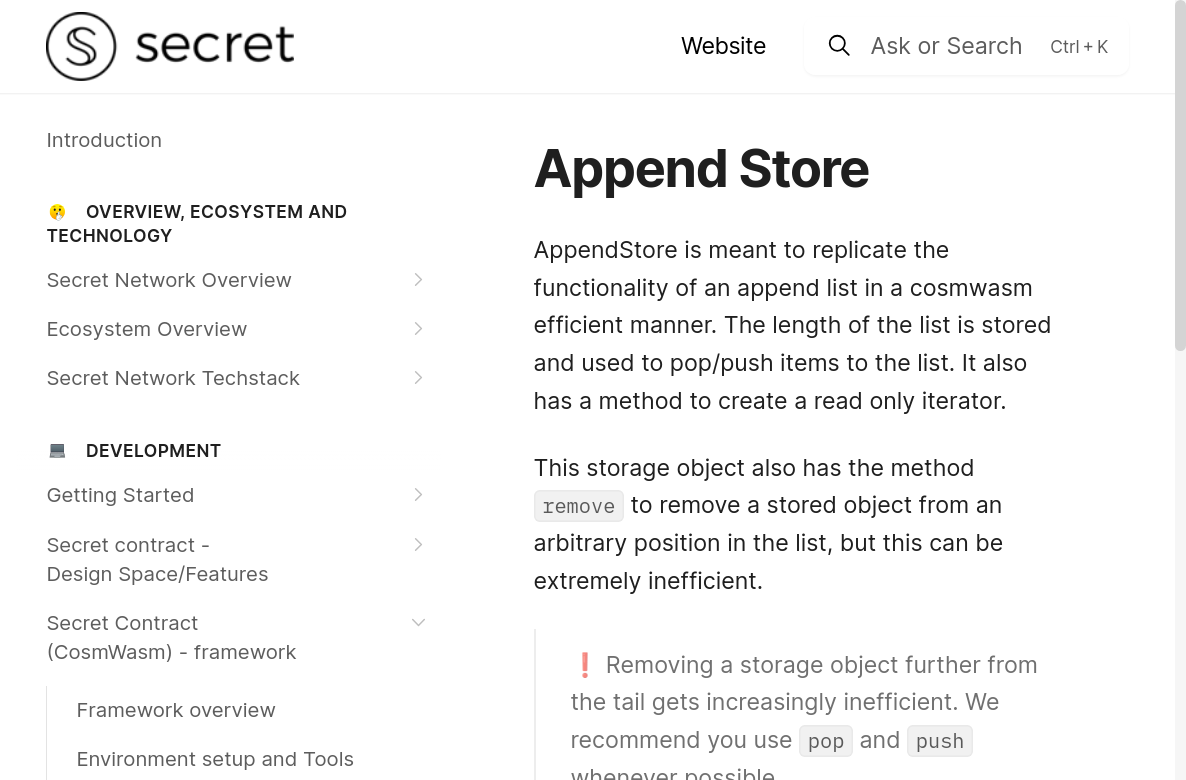 secret
Website
Ask or Search
Ctrl + K
Introduction
OVERVIEW, ECOSYSTEM AND
TECHNOLOGY
Secret Network Overview
Ecosystem Overview
Secret Network Techstack
DEVELOPMENT
Getting Started
Secret contract -
Design Space/Features
Secret Contract
(CosmWasm) - framework
Framework overview
Environment setup and Tools
Append Store
AppendStore is meant to replicate the
functionality of an append list in a cosmwasm
efficient manner. The length of the list is stored
and used to pop/push items to the list. It also
has a method to create a read only iterator.
This storage object also has the method
remove to remove a stored object from an
arbitrary position in the list, but this can be
extremely inefficient.
❗ Removing a storage object further from
the tail gets increasingly inefficient. We
recommend you use pop and push
whenever possible.